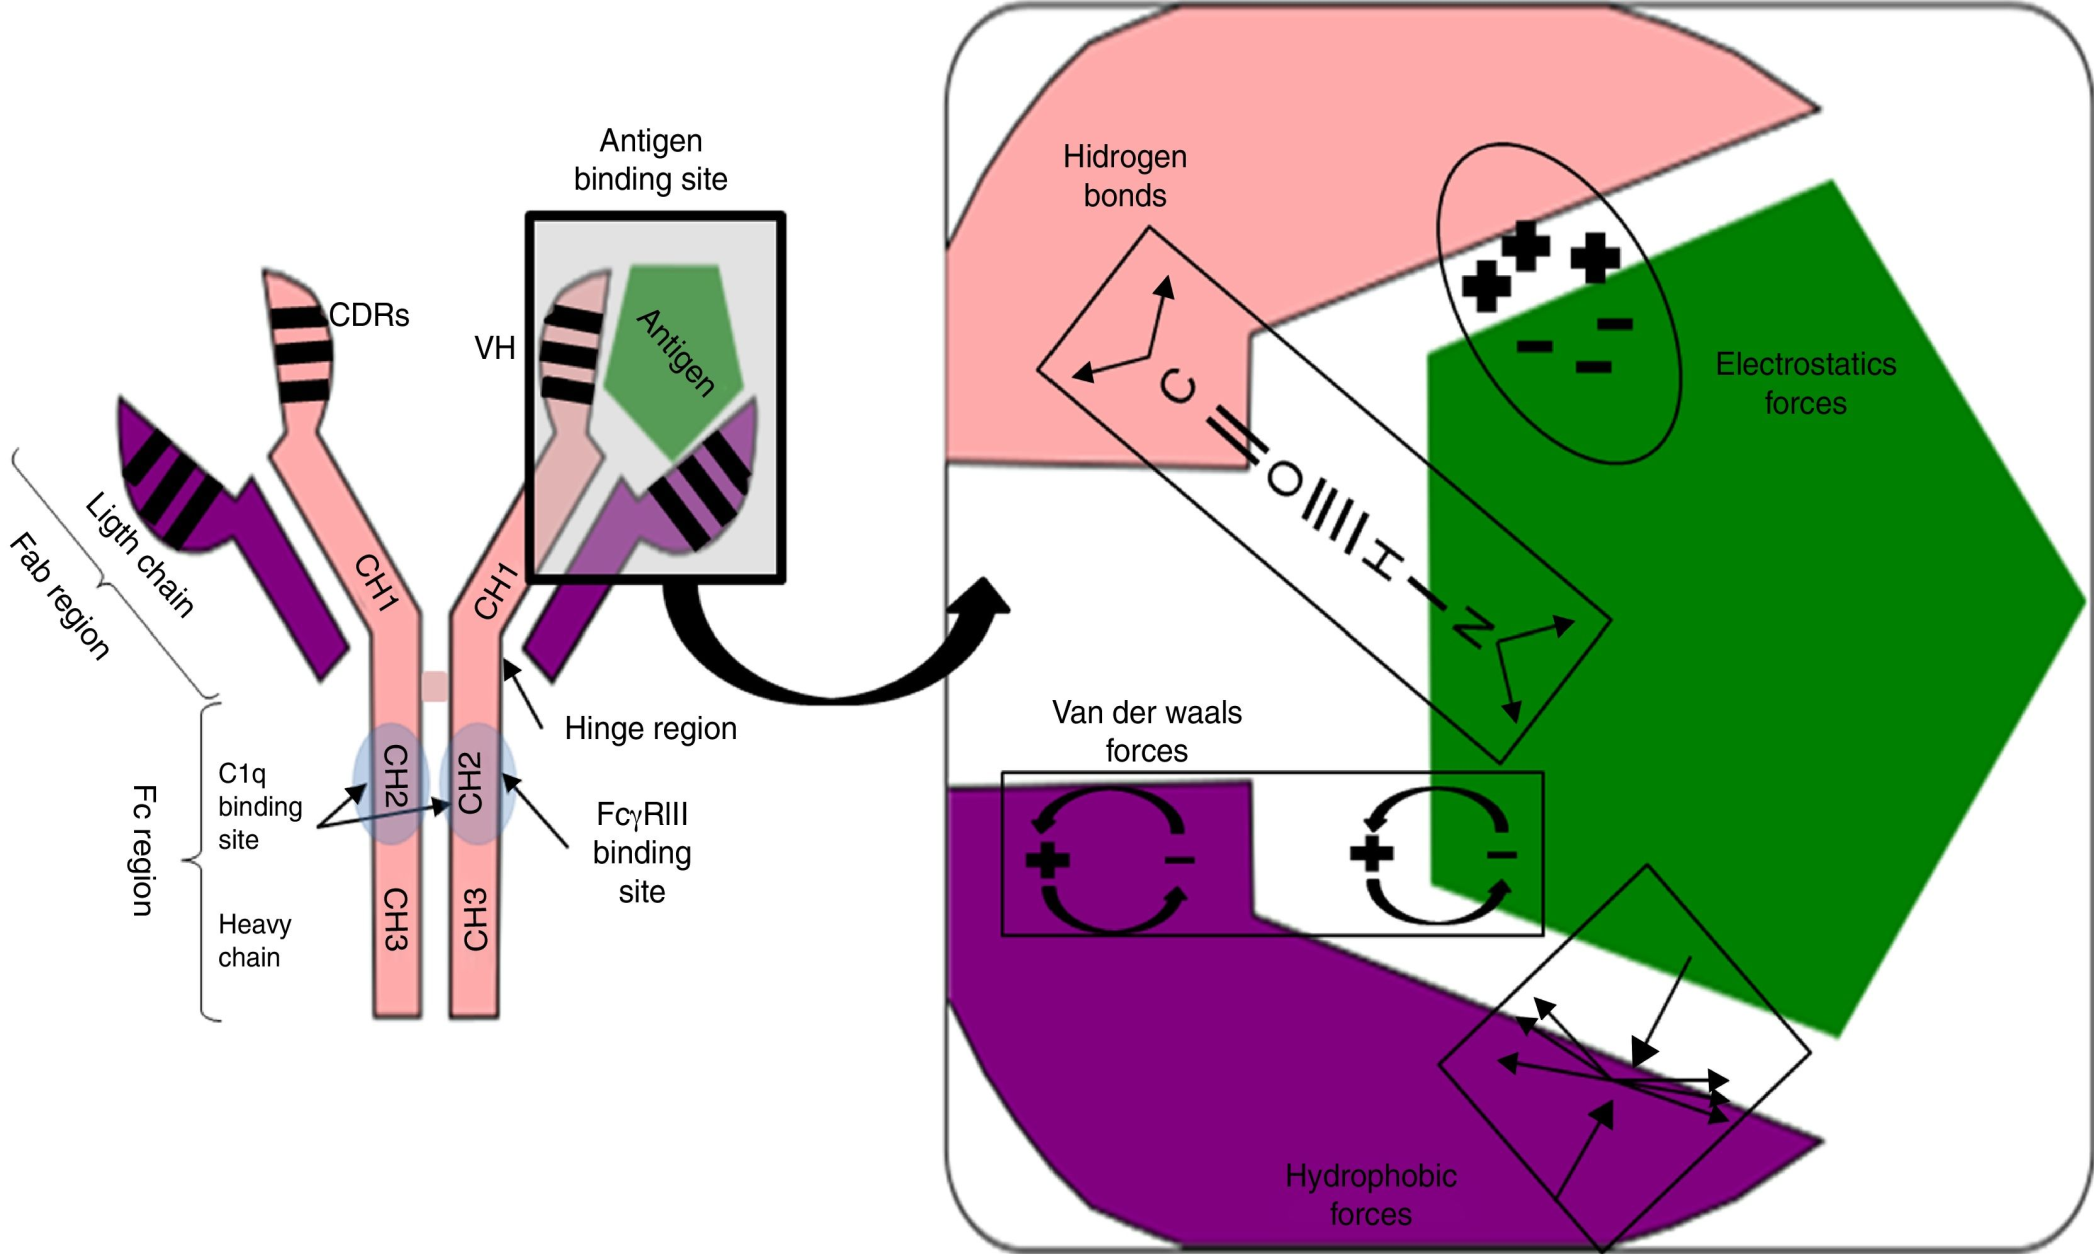 Antigen
binding site
CDRs
VH
Antigen
Ligth chain
Fab region
CH1
CH1
Hinge region
C1q
binding
site
CH2
CH2
FcγRIII
binding
site
Fc region
Heavy
chain
CH3
CH3
Hidrogen
bonds
C
O
H
N
Electrostatics
forces
Van der waals
forces
Hydrophobic
forces